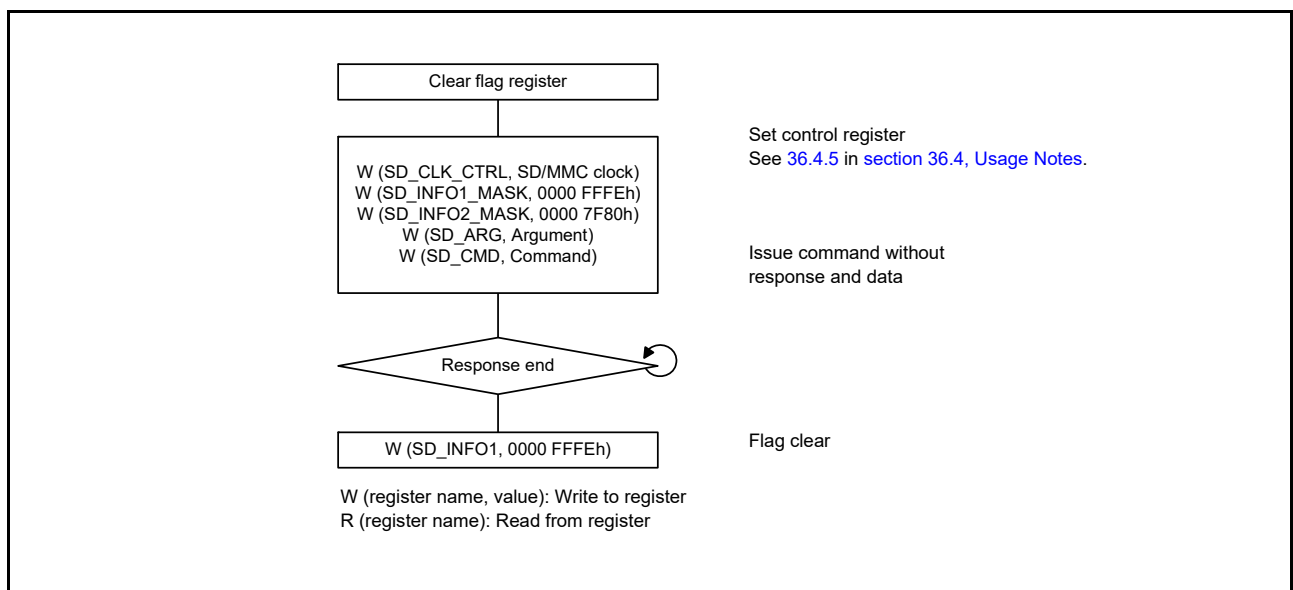 Clear flag register
Set control register
See 36.4.5 in section 36.4, Usage Notes.
W (SD_CLK_CTRL, SD/MMC clock)
W (SD_INFO1_MASK, 0000 FFFEh)
W (SD_INFO2_MASK, 0000 7F80h)
W (SD_ARG, Argument)
W (SD_CMD, Command)
Issue command without
response and data
Response end
W (SD_INFO1, 0000 FFFEh)
Flag clear
W (register name, value): Write to register
R (register name): Read from register